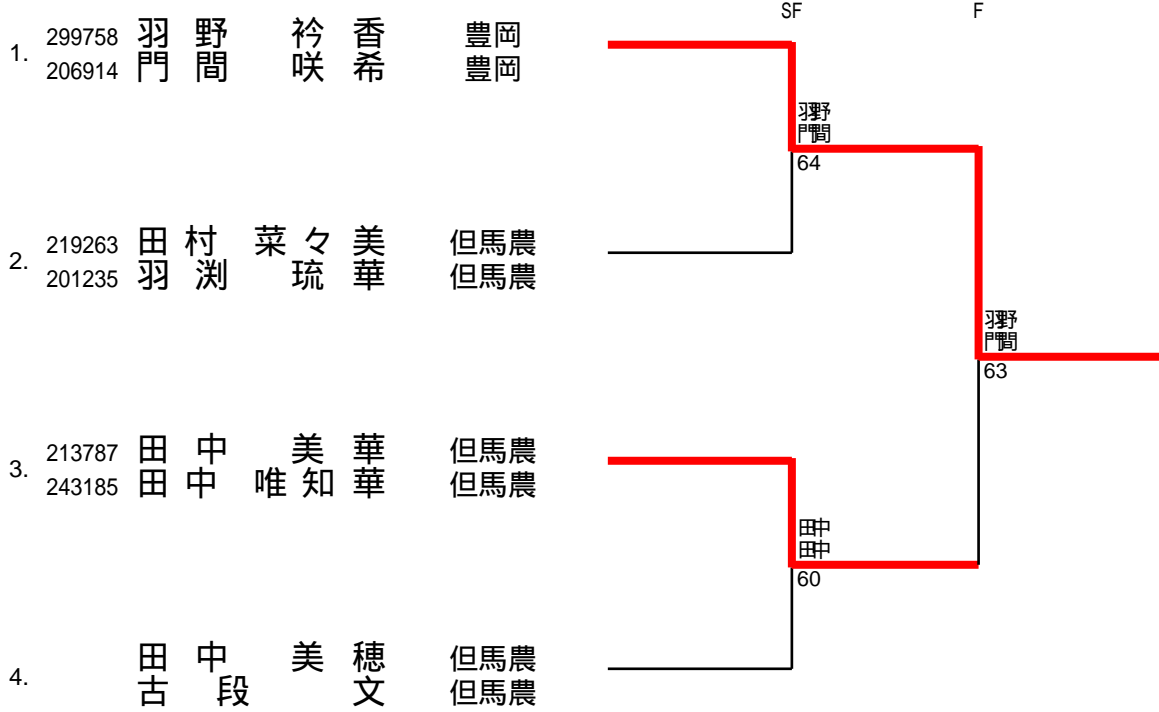 SF F
1. 299758 羽野 衿香 豊岡
206914 門間 咲希 豊岡
羽野
門間
64
2. 219263 田村 菜々美 但馬農
201235 羽渕 琉華 但馬農
羽野
門間
63
3. 213787 田中 美華 但馬農
243185 田中 唯知華 但馬農
田中
田中
60
4. 田中 美穂 但馬農
古段 文 但馬農